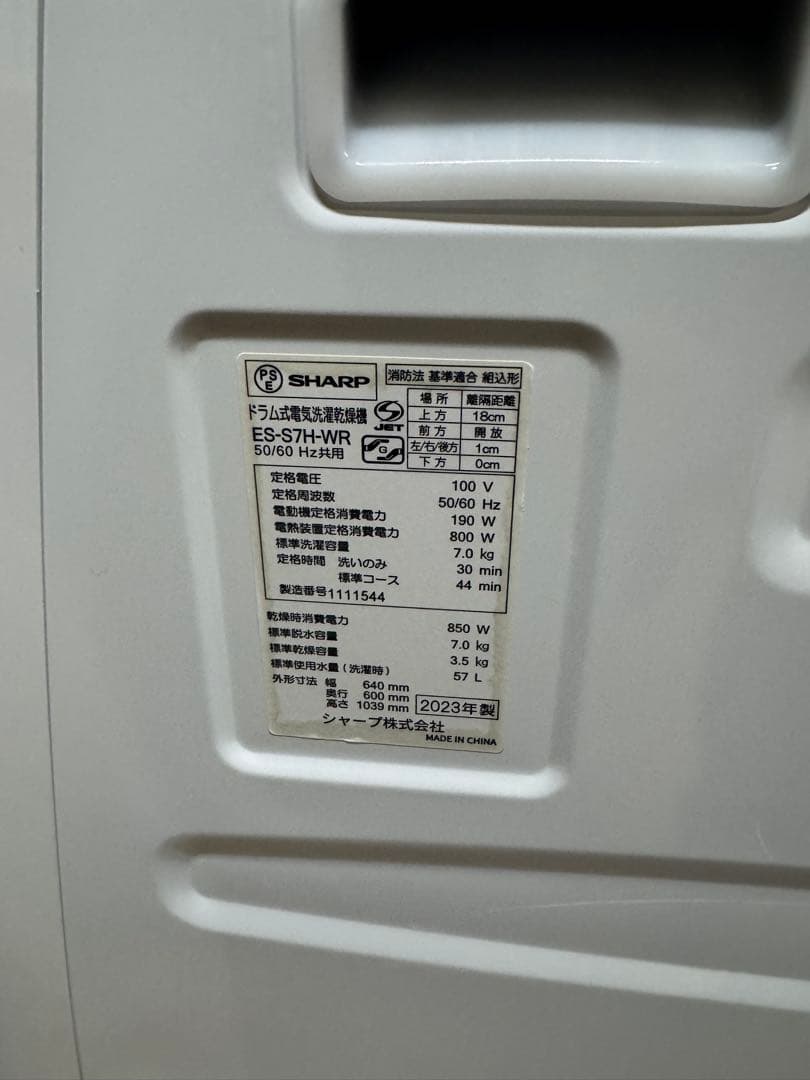 PS E SHARP
消防法 基準適合 組込形
ドラム式電気洗濯乾燥機
ES-S7H-WR
50/60 Hz共用
S JET
G
場所 離隔距離
上方 18cm
前方 開放
左/右/後方 1cm
下方 0cm
定格電圧 100 V
定格周波数 50/60 Hz
電動機定格消費電力 190 W
電熱装置定格消費電力 800 W
標準洗濯容量 7.0 kg
定格時間 洗いのみ 30 min
標準コース 44 min
製造番号1111544
乾燥時消費電力 850 W
標準脱水容量 7.0 kg
標準乾燥容量 3.5 kg
標準使用水量(洗濯時) 57 L
外形寸法 幅 640 mm
奥行 600 mm
高さ 1039 mm
2023年製
シャープ株式会社
MADE IN CHINA